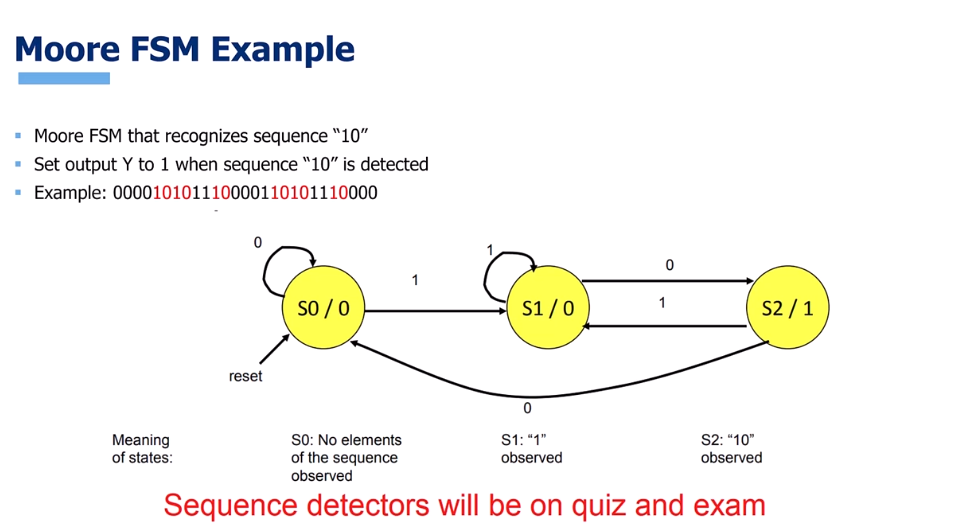 Moore FSM Example
Moore FSM that recognizes sequence “10”
Set output Y to 1 when sequence “10” is detected
Example: 0000101011100001101011110000
0
1
1
0
1
S0 / 0
S1 / 0
S2 / 1
reset
0
Meaning
of states:
S0: No elements
of the sequence
observed
S1: “1”
observed
S2: “10”
observed
Sequence detectors will be on quiz and exam